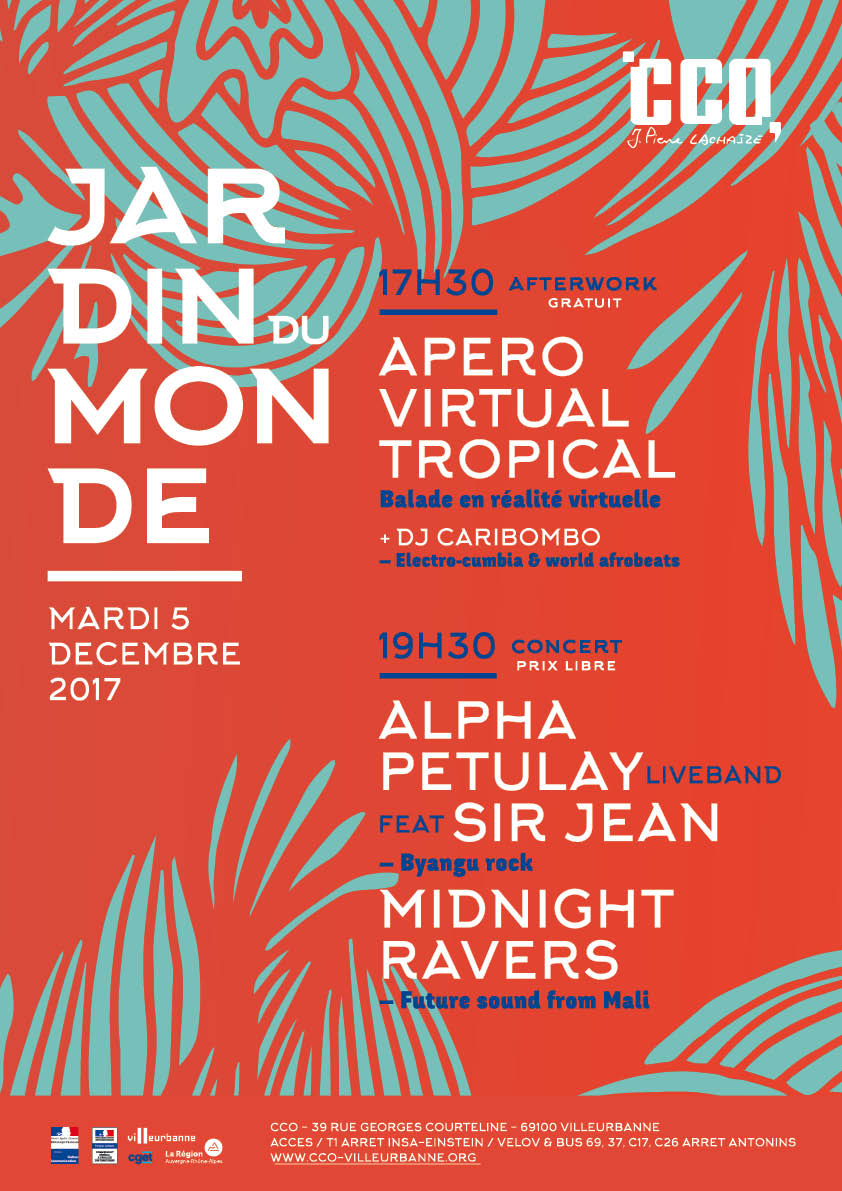 CCO
J. Pierre LACHAIZE
JAR
DIN DU
MON
DE
MARDI 5
DECEMBRE
2017
17H30 AFTERWORK
GRATUIT
APERO
VIRTUAL
TROPICAL
Balade en réalité virtuelle
+ DJ CARIBOMBO
– Electro-cumbia & world afrobeats
19H30 CONCERT
PRIX LIBRE
ALPHA
PETULAY LIVEBAND
FEAT SIR JEAN
– Byangu rock
MIDNIGHT
RAVERS
– Future sound from Mali
villeurbanne
cget
La Région
Auvergne-Rhône-Alpes
CCO - 39 RUE GEORGES COURTELINE - 69100 VILLEURBANNE
ACCES / T1 ARRET INSA-EINSTEIN / VELOV & BUS 69, 37, C17, C26 ARRET ANTONINS
WWW.CCO-VILLEURBANNE.ORG